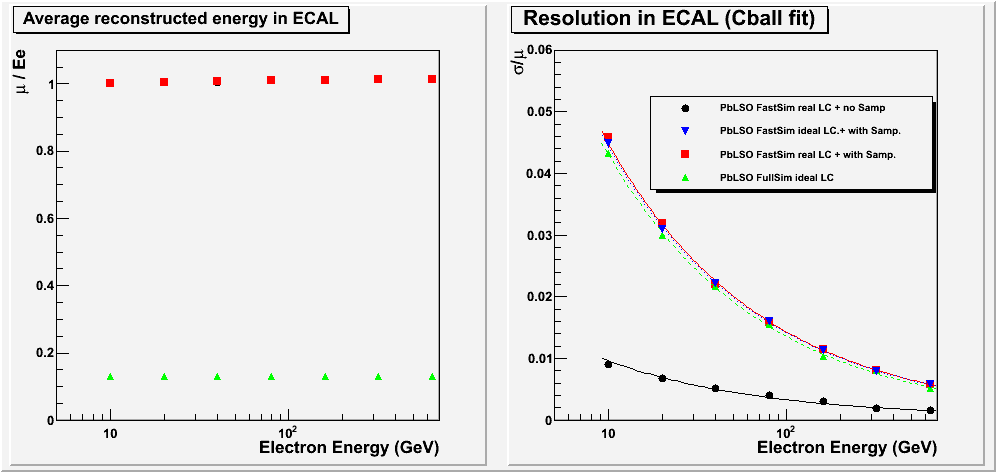 Average reconstructed energy in ECAL
μ / Ee
1
0.8
0.6
0.4
0.2
0
10
10²
Electron Energy (GeV)
Resolution in ECAL (Cball fit)
σ/μ
0.06
0.05
0.04
0.03
0.02
0.01
0
PbLSO FastSim real LC + no Samp
PbLSO FastSim ideal LC.+ with Samp.
PbLSO FastSim real LC + with Samp.
PbLSO FullSim ideal LC
10
10²
Electron Energy (GeV)